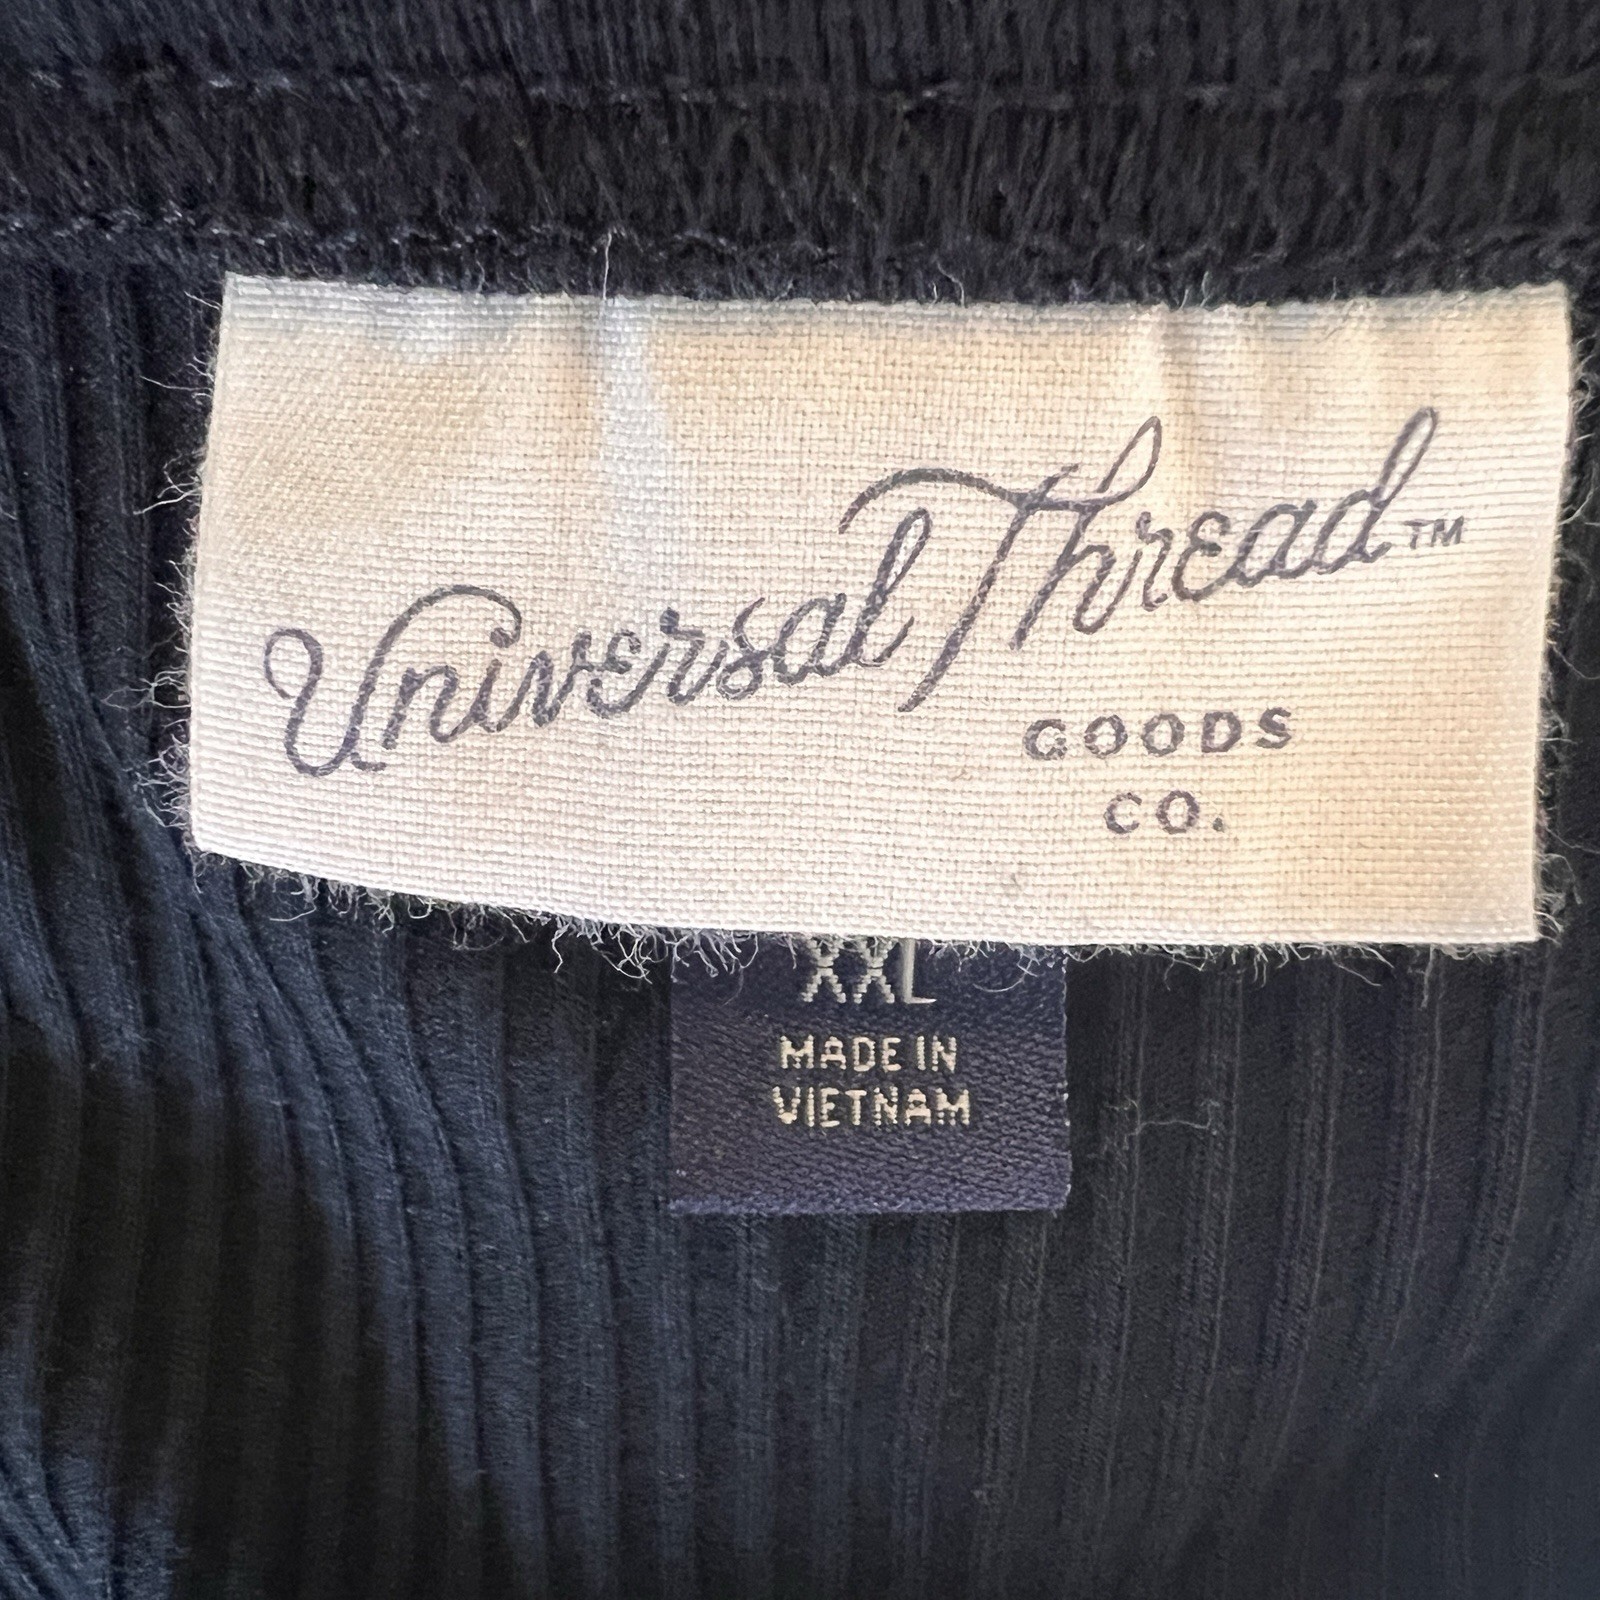 Universal Thread™
GOODS
CO.
XXL
MADE IN
VIETNAM